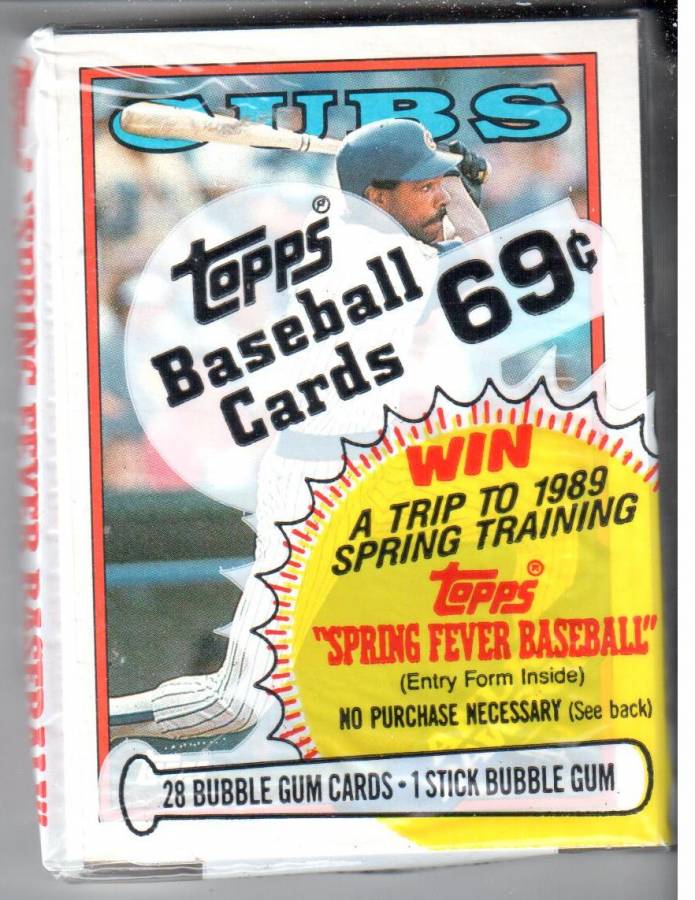 CUBS
Topps®
Baseball
Cards
69¢
WIN
A TRIP TO 1989
SPRING TRAINING
Topps®
"SPRING FEVER BASEBALL"
(Entry Form Inside)
NO PURCHASE NECESSARY (See back)
28 BUBBLE GUM CARDS • 1 STICK BUBBLE GUM
"SPRING FEVER BASEBALL"